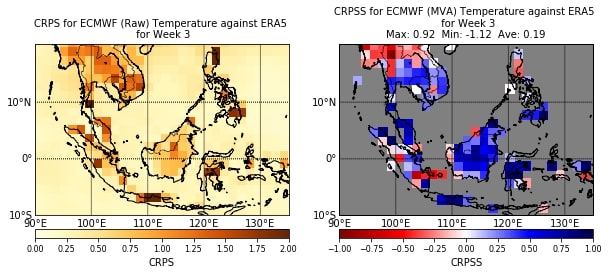 CRPS for ECMWF (Raw) Temperature against ERA5
for Week 3
10°N
0°
10°S
90°E 100°E 110°E 120°E 130°E
0.00 0.25 0.50 0.75 1.00 1.25 1.50 1.75 2.00
CRPS
CRPSS for ECMWF (MVA) Temperature against ERA5
for Week 3
Max: 0.92 Min: -1.12 Ave: 0.19
10°N
0°
10°S
90°E 100°E 110°E 120°E 130°E
−1.00 −0.75 −0.50 −0.25 0.00 0.25 0.50 0.75 1.00
CRPSS